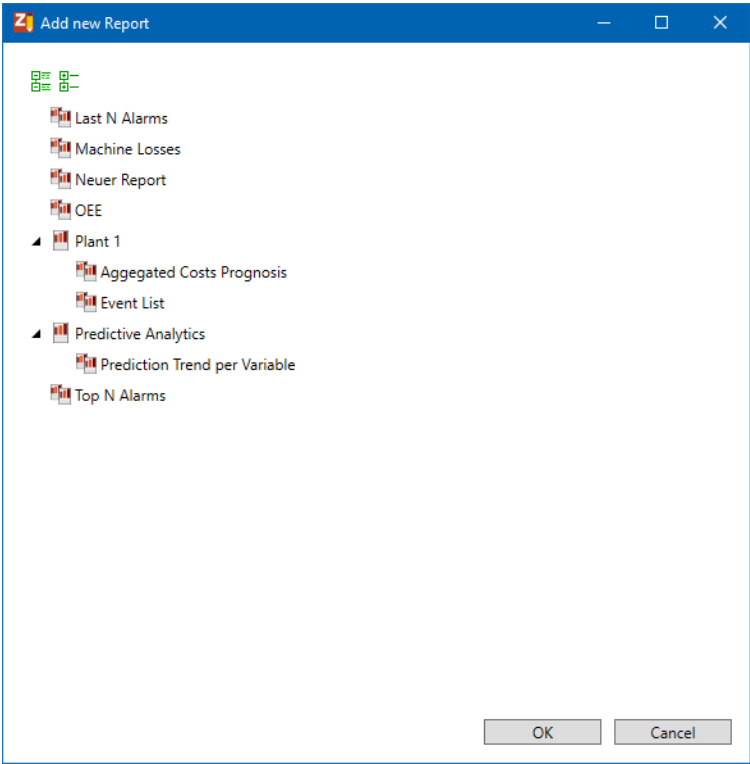 Add new Report
Last N Alarms
Machine Losses
Neuer Report
OEE
Plant 1
Aggegated Costs Prognosis
Event List
Predictive Analytics
Prediction Trend per Variable
Top N Alarms
OK Cancel